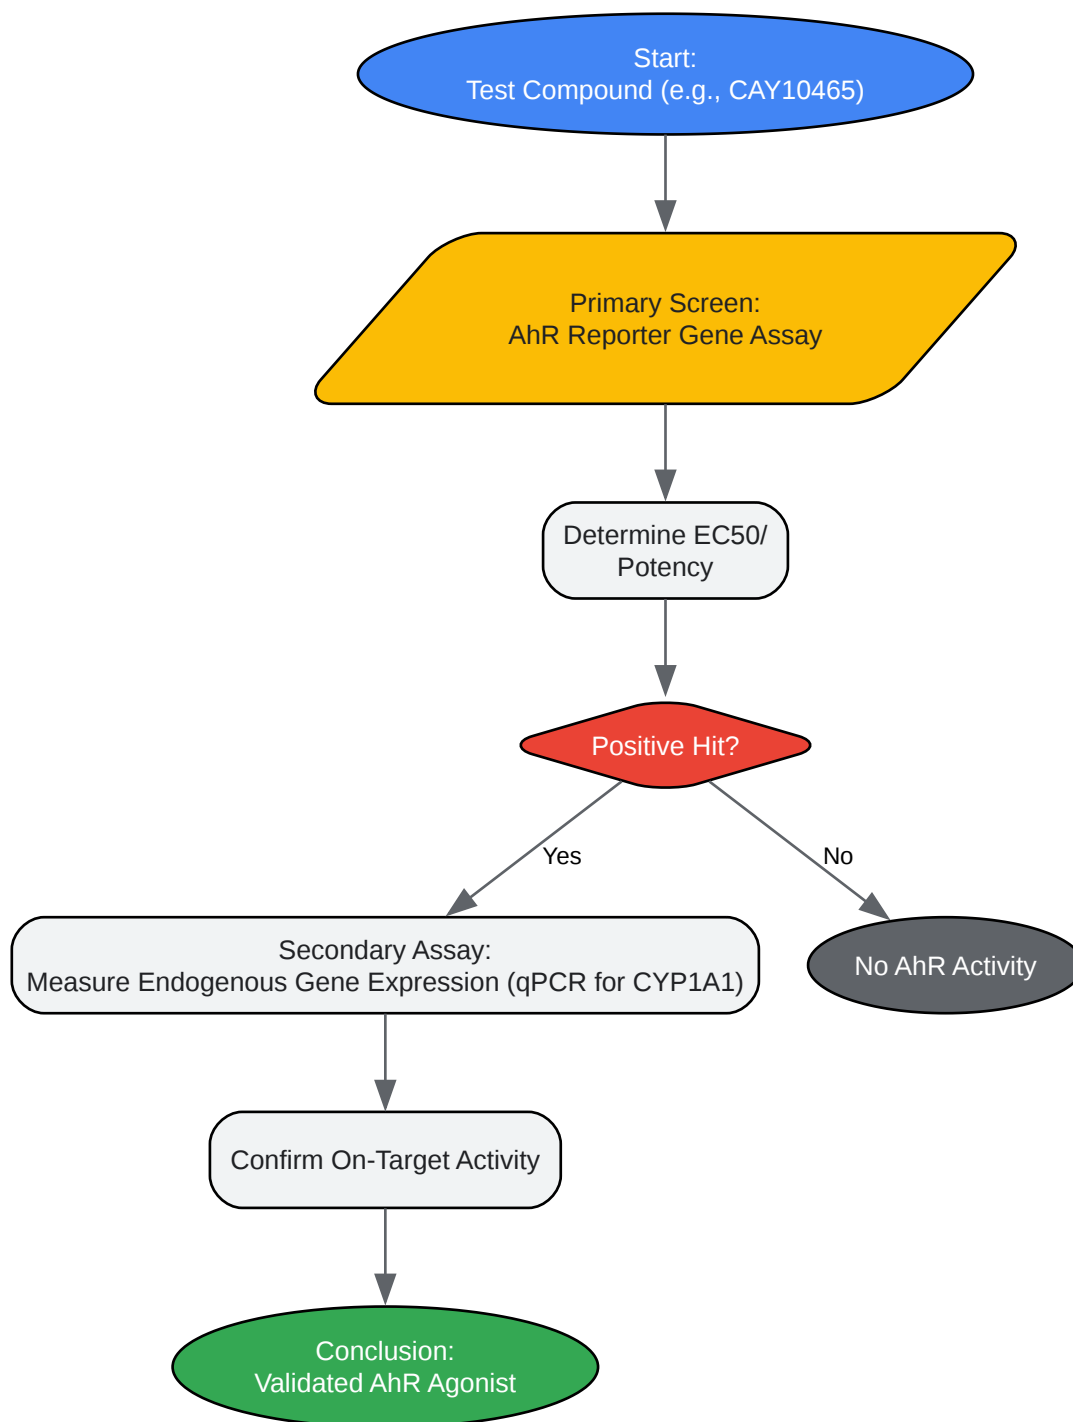 Start:
Test Compound (e.g., CAY10465)
Primary Screen:
AhR Reporter Gene Assay
Determine EC50/
Potency
Positive Hit?
Yes
No
Secondary Assay:
Measure Endogenous Gene Expression (qPCR for CYP1A1)
No AhR Activity
Confirm On-Target Activity
Conclusion:
Validated AhR Agonist